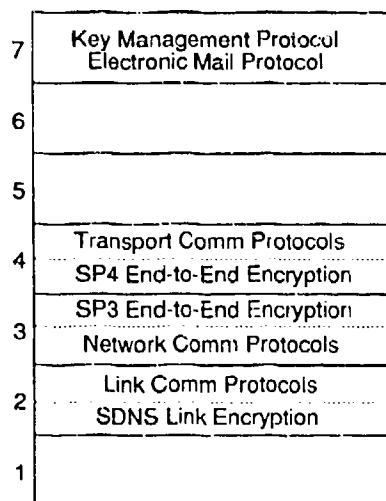 7
Key Management Protocol
Electronic Mail Protocol
6
5
Transport Comm Protocols
4
SP4 End-to-End Encryption
SP3 End-to-End Encryption
3
Network Comm Protocols
Link Comm Protocols
2
SDNS Link Encryption
1